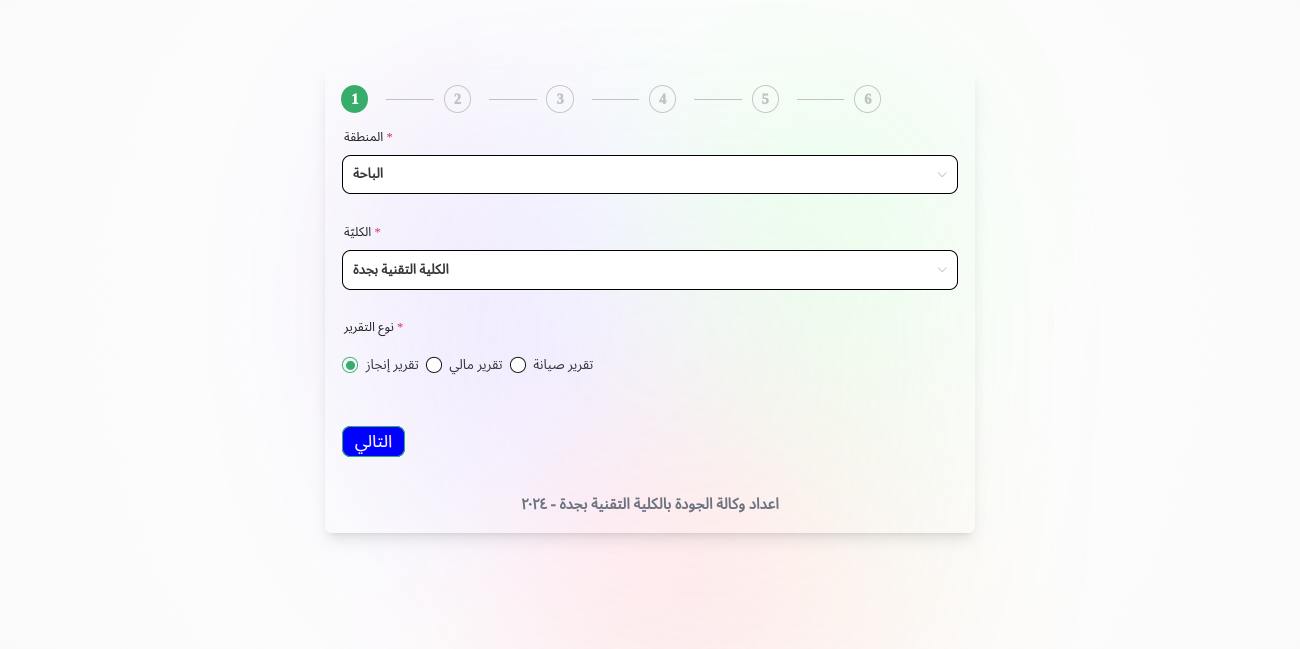 1 2 3 4 5 6
المنطقة *
الباحة
الكليّة *
الكلية التقنية بجدة
نوع التقرير *
تقرير إنجاز تقرير مالي تقرير صيانة
التالي
اعداد وكالة الجودة بالكلية التقنية بجدة - ٢٠٢٤